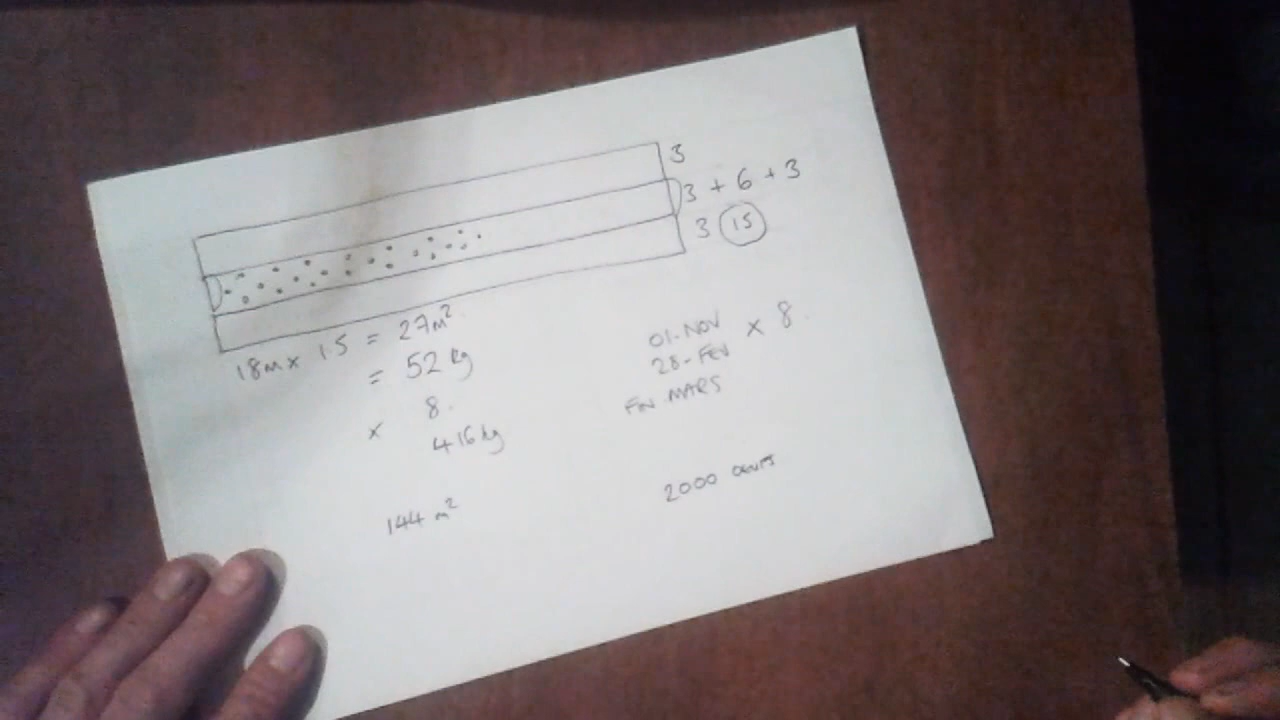 3
3 + 6 + 3
3 15
18m x 1.5 = 27m²
= 52 kg
x 8.
416 kg
144 m²
01-NOV
28-FEV x 8.
FIN MARS
2000